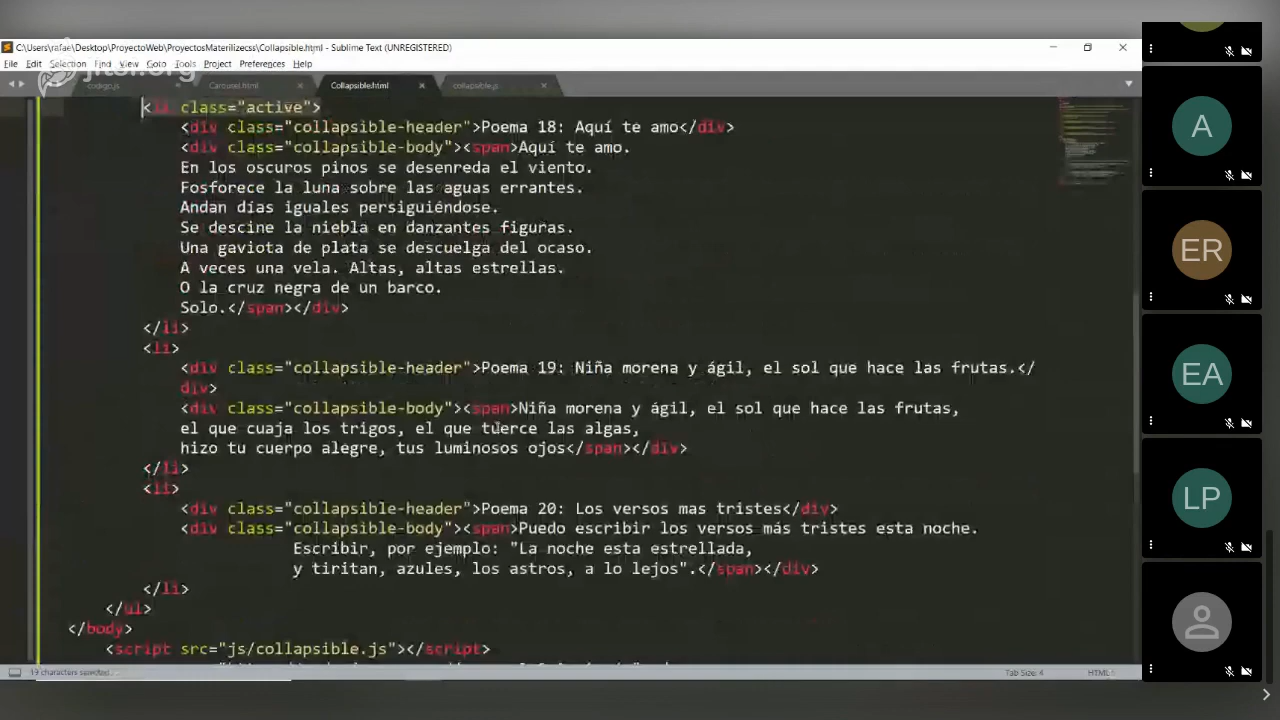 C:\Users\rafae\Desktop\ProyectoWeb\ProyectosMaterilizecss\Collapsible.html - Sublime Text (UNREGISTERED)
File Edit Selection Find View Goto Tools Project Preferences Help
jitsi.org
codigo.js Carousel.html Collapsible.html collapsible.js
<li class="active">
<div class="collapsible-header">Poema 18: Aquí te amo</div>
<div class="collapsible-body"><span>Aquí te amo.
En los oscuros pinos se desenreda el viento.
Fosforece la luna sobre las aguas errantes.
Andan días iguales persiguiéndose.
Se descine la niebla en danzantes figuras.
Una gaviota de plata se descuelga del ocaso.
A veces una vela. Altas, altas estrellas.
O la cruz negra de un barco.
Solo.</span></div>
</li>
<li>
<div class="collapsible-header">Poema 19: Niña morena y ágil, el sol que hace las frutas.</
div>
<div class="collapsible-body"><span>Niña morena y ágil, el sol que hace las frutas,
el que cuaja los trigos, el que tuerce las algas,
hizo tu cuerpo alegre, tus luminosos ojos</span></div>
</li>
<li>
<div class="collapsible-header">Poema 20: Los versos mas tristes</div>
<div class="collapsible-body"><span>Puedo escribir los versos más tristes esta noche.
Escribir, por ejemplo: "La noche esta estrellada,
y tiritan, azules, los astros, a lo lejos".</span></div>
</li>
</ul>
</body>
<script src="js/collapsible.js"></script>
19 characters selected
Tab Size: 4
HTML
A
ER
EA
LP